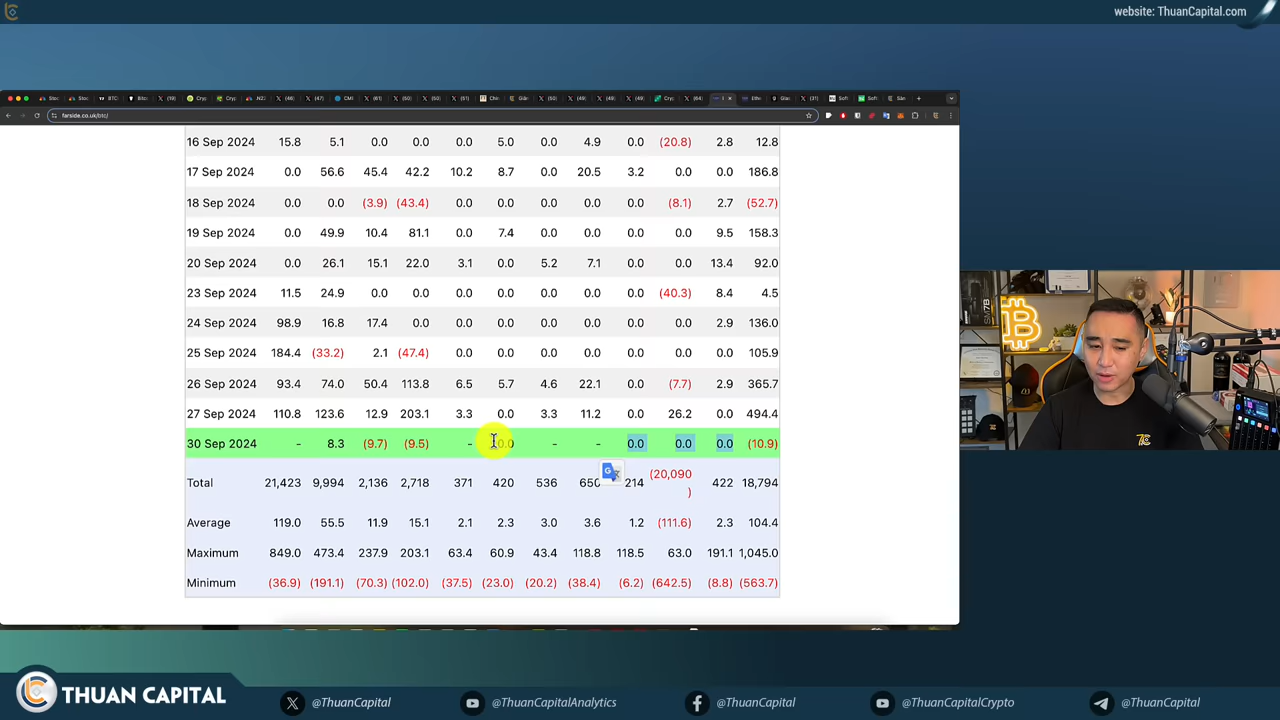 website: ThuanCapital.com
farside.co.uk/btc/
16 Sep 2024 15.8 5.1 0.0 0.0 0.0 5.0 0.0 4.9 0.0 (20.8) 2.8 12.8
17 Sep 2024 0.0 56.6 45.4 42.2 10.2 8.7 0.0 20.5 3.2 0.0 0.0 186.8
18 Sep 2024 0.0 0.0 (3.9) (43.4) 0.0 0.0 0.0 0.0 0.0 (8.1) 2.7 (52.7)
19 Sep 2024 0.0 49.9 10.4 81.1 0.0 7.4 0.0 0.0 0.0 0.0 9.5 158.3
20 Sep 2024 0.0 26.1 15.1 22.0 3.1 0.0 5.2 7.1 0.0 0.0 13.4 92.0
23 Sep 2024 11.5 24.9 0.0 0.0 0.0 0.0 0.0 0.0 0.0 (40.3) 8.4 4.5
24 Sep 2024 98.9 16.8 17.4 0.0 0.0 0.0 0.0 0.0 0.0 0.0 2.9 136.0
25 Sep 2024 184.4 (33.2) 2.1 (47.4) 0.0 0.0 0.0 0.0 0.0 0.0 0.0 105.9
26 Sep 2024 93.4 74.0 50.4 113.8 6.5 5.7 4.6 22.1 0.0 (7.7) 2.9 365.7
27 Sep 2024 110.8 123.6 12.9 203.1 3.3 0.0 3.3 11.2 0.0 26.2 0.0 494.4
30 Sep 2024 - 8.3 (9.7) (9.5) - 0.0 - - 0.0 0.0 0.0 (10.9)
Total 21,423 9,994 2,136 2,718 371 420 536 650 214 (20,090) 422 18,794
Average 119.0 55.5 11.9 15.1 2.1 2.3 3.0 3.6 1.2 (111.6) 2.3 104.4
Maximum 849.0 473.4 237.9 203.1 63.4 60.9 43.4 118.8 118.5 63.0 191.1 1,045.0
Minimum (36.9) (191.1) (70.3) (102.0) (37.5) (23.0) (20.2) (38.4) (6.2) (642.5) (8.8) (563.7)
SM7B
THUAN CAPITAL
@ThuanCapital
@ThuanCapitalAnalytics
@ThuanCapital
@ThuanCapitalCrypto
@ThuanCapital